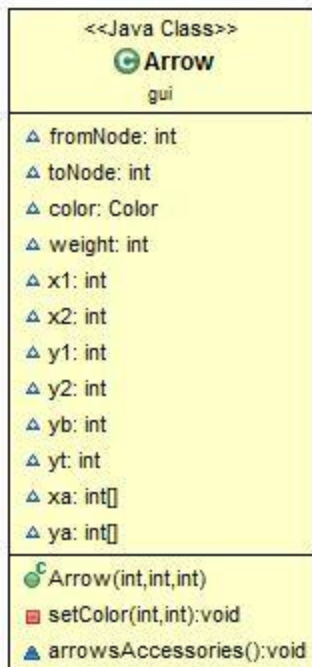 <<Java Class>>
C Arrow
gui
fromNode: int
toNode: int
color: Color
weight: int
x1: int
x2: int
y1: int
y2: int
yb: int
yt: int
xa: int[]
ya: int[]
C Arrow(int,int,int)
setColor(int,int):void
arrowsAccessories():void